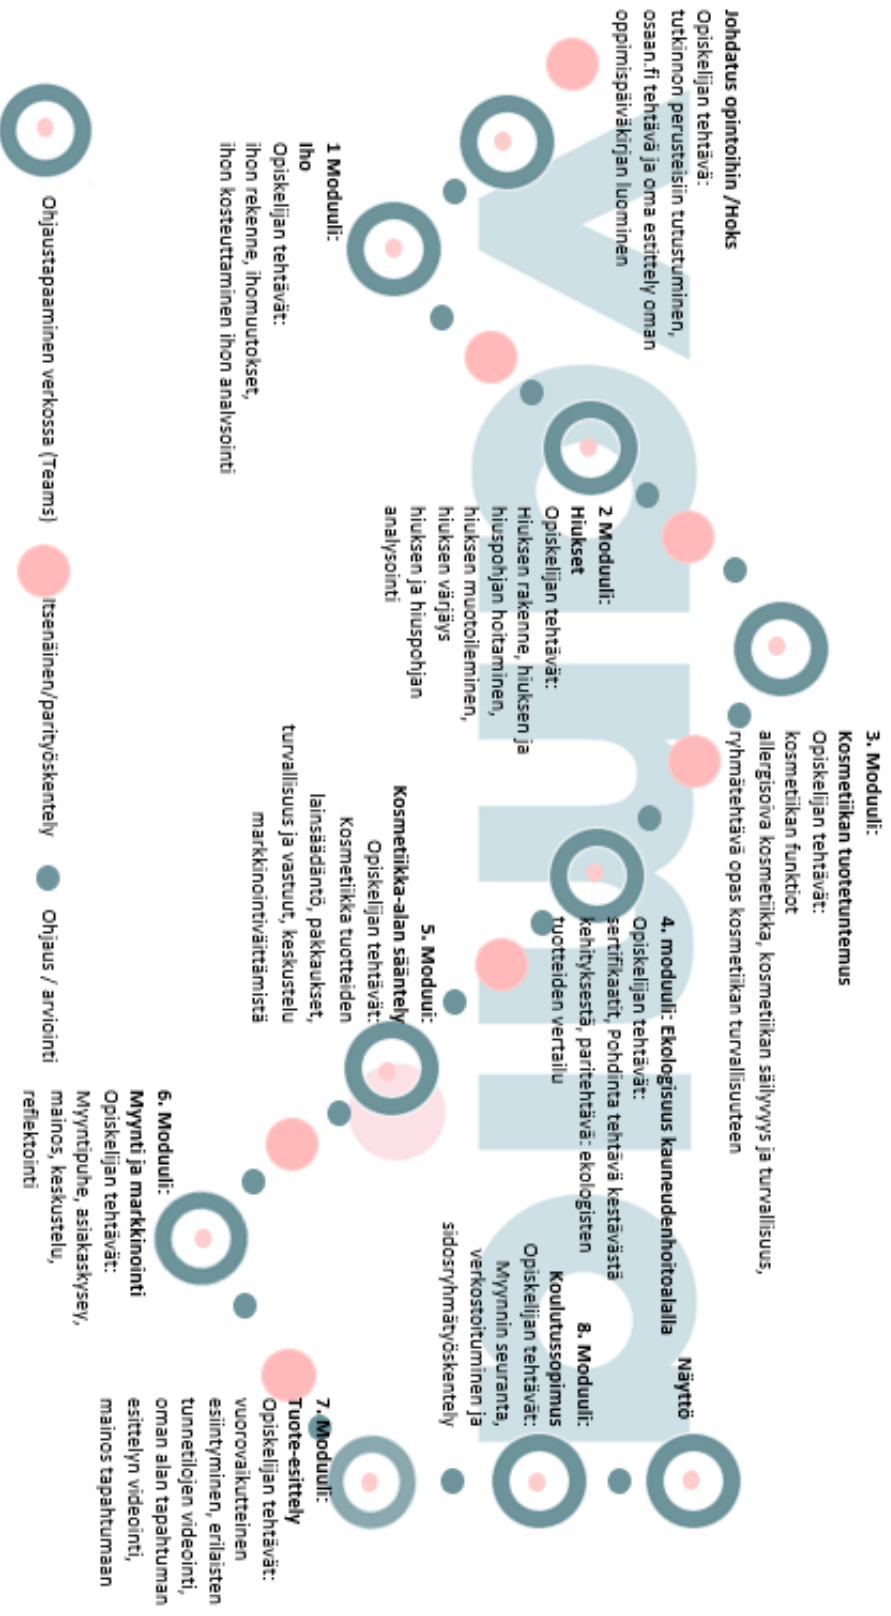 Johdatus opintoihin /Hoks
Opiskelijan tehtävä:
tutkinnon perusteisiin tutustuminen,
osaan.fi tehtävä ja oma estittely oman
oppimispäiväkirjan luominen
1 Moduuli:
Iho
Opiskelijan tehtävät:
ihon rekenne, ihomuutokset,
ihon kosteuttaminen ihon analysointi
2 Moduuli:
Hiukset
Opiskelijan tehtävät:
Hiuksen rakenne, hiuksen ja
hiuspohjan hoitaminen,
hiuksen muotoileminen,
hiuksen värjäys
hiuksen ja hiuspohjan
analysointi
3. Moduuli:
Kosmetiikan tuotetuntemus
Opiskelijan tehtävät:
kosmetiikan funktiot
allergisoiva kosmetiikka, kosmetiikan säilyvyys ja turvallisuus,
ryhmätehtävä opas kosmetiikan turvallisuuteen
4. moduuli: Ekologisuus kauneudenhoitoalalla
Opiskelijan tehtävät:
sertifikaatit, Pohdinta tehtävä kestävästä
kehityksestä, paritehtävä: ekologisten
tuotteiden vertailu
5. Moduui:
Kosmetiikka-alan sääntely
Opiskelijan tehtävät:
Kosmetiikka tuotteiden
lainsäädäntö, pakkaukset,
turvallisuus ja vastuut, keskustelu
markkinointiväittämistä
6. Moduuli:
Myynti ja markkinointi
Opiskelijan tehtävät:
Myyntipuhe, asiakaskysey,
mainos, keskustelu,
reflektointi
7. Moduuli:
Tuote-esittely
Opiskelijan tehtävät:
vuorovaikutteinen
esiintyminen, erilaisten
tunnetilojen videointi,
oman alan tapahtuman
esittelyn videointi,
mainos tapahtumaan
8. Moduuli:
Koulutussopimus
Opiskelijan tehtävät:
Myynnin seuranta,
verkostoituminen ja
sidosryhmätyöskentely
Näyttö
Ohjaustapaaminen verkossa (Teams)
Itsenäinen/parityöskentely
Ohjaus / arviointi
Vamia